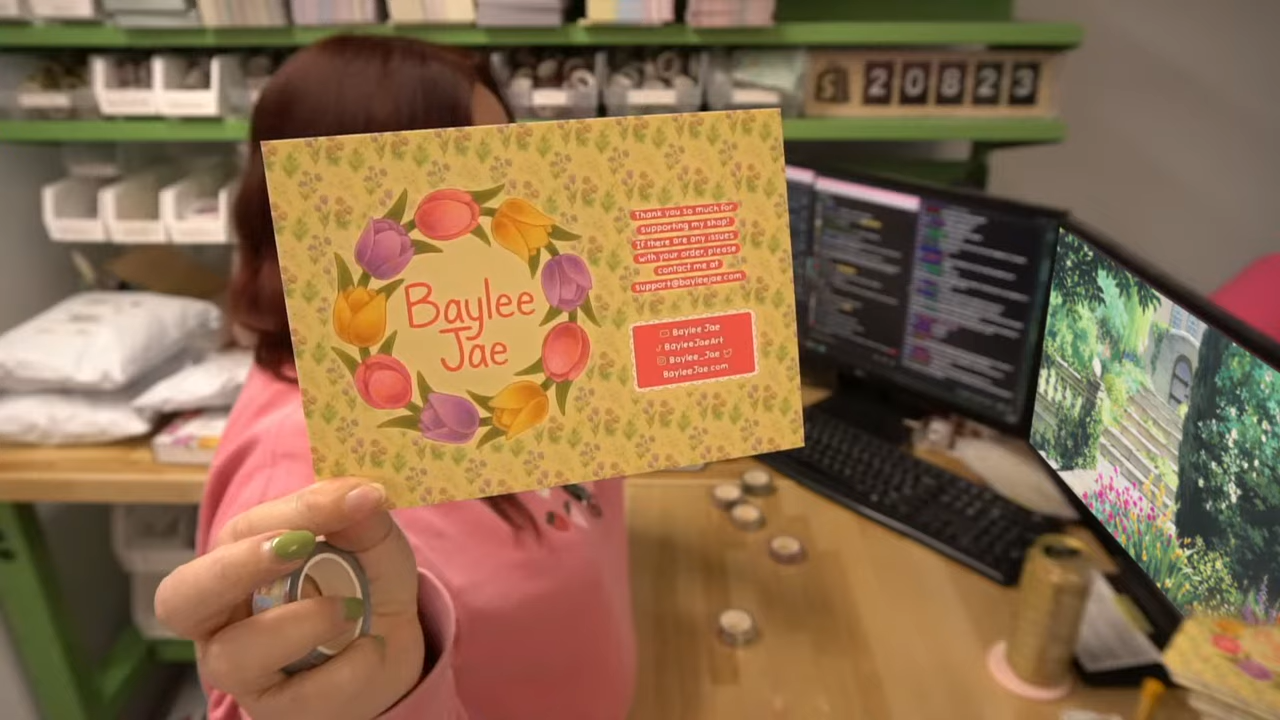 20823
Baylee
Jae
Thank you so much for
supporting my shop!
If there are any issues
with your order, please
contact me at
support@bayleejae.com
Baylee Jae
BayleeJaeArt
Baylee_Jae
BayleeJae.com